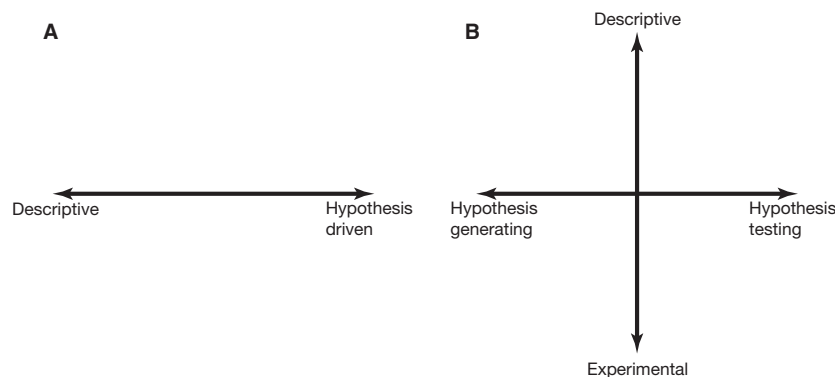 A
Descriptive
Hypothesis
driven
B
Descriptive
Hypothesis
generating
Hypothesis
testing
Experimental